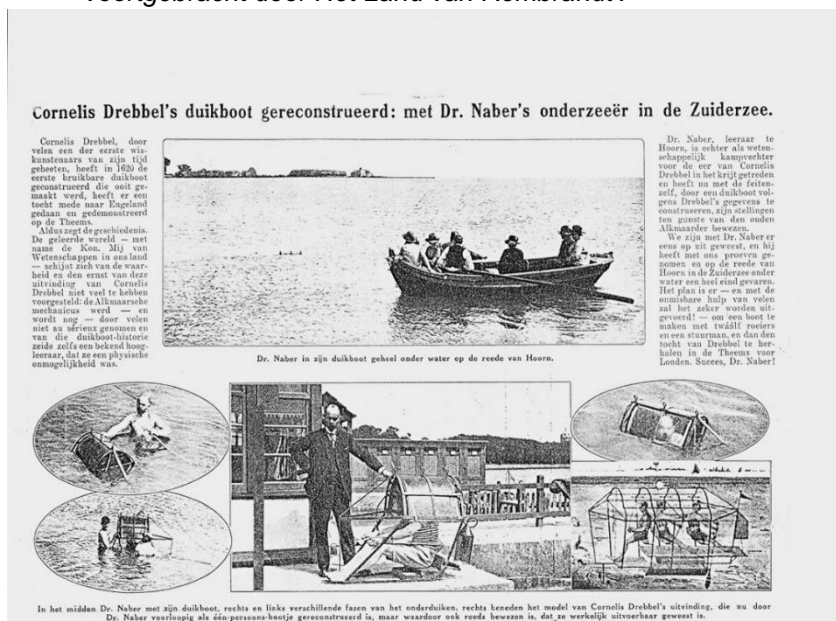 voortgebracht door Het Land van Rembrandt?
Cornelis Drebbel's duikboot gereconstrueerd: met Dr. Naber's onderzeeër in de Zuiderzee.
Cornelis Drebbel, door
velen een der eerste wis-
kunstenaars van zijn tijd
geheeten, heeft in 1620 de
eerste bruikbare duikboot
geconstrueerd die ooit ge-
maakt werd, heeft er een
tocht mede naar Engeland
gedaan en gedemonstreerd
op de Theems.
Aldus zegt de geschiedenis.
De geleerde wereld — met
name de Kon. Mij van
Wetenschappen in ons land
— schijnt zich van de waar-
heid en den ernst van deze
uitvinding van Cornelis
Drebbel niet veel te hebben
voorgesteld: de Alkmaarsche
mechanicus werd — en
wordt nog — door velen
niet au sérieux genomen en
van die duikboot-historie
zeide zelfs een bekend hoog-
leeraar, dat ze een physische
onmogelijkheid was.
Dr. Naber in zijn duikboot geheel onder water op de reede van Hoorn.
Dr. Naber, leeraar te
Hoorn, is echter als weten-
schappelijk kampvechter
voor de eer van Cornelis
Drebbel in het krijt getreden
en heeft nu met de feiten-
zelf, door een duikboot vol-
gens Drebbel's gegevens te
construeeren, zijn stellingen
ten gunste van den ouden
Alkmaarder bewezen.
We zijn met Dr. Naber er
eens op uit geweest, en hij
heeft met ons proeven ge-
nomen en op de reede van
Hoorn in de Zuiderzee onder
water een heel eind gevaren.
Het plan is er — en met de
onmisbare hulp van velen
zal het zeker worden uit-
gevoerd! — om een boot te
maken met twáálf roeiers
en een stuurman, en dan den
tocht van Drebbel te her-
halen in de Theems voor
Londen. Succes, Dr. Naber!
In het midden Dr. Naber met zijn duikboot, rechts en links verschillende fasen van het onderduiken, rechts beneden het model van Cornelis Drebbel's uitvinding, die nu door
Dr. Naber voorloopig als één-persoons-bootje gereconstrueerd is, maar waardoor ook reeds bewezen is, dat ze werkelijk uitvoerbaar geweest is.